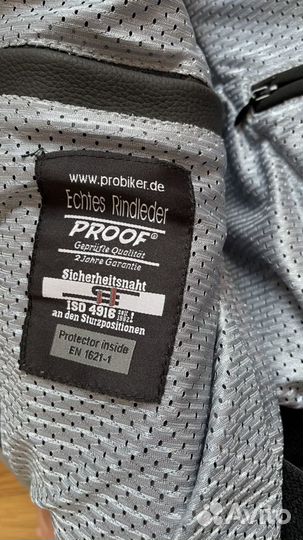 www.probiker.de
Echtes Rindleder
PROOF®
Geprüfte Qualität
2 Jahre Garantie
Sicherheitsnaht
ISO 4916
an den Sturzpositionen
Protector inside
EN 1621-1
Avito